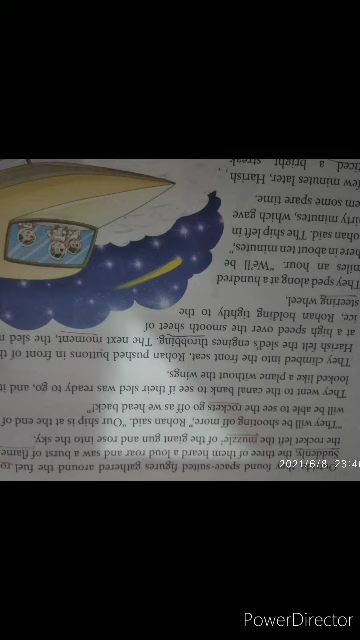 they found space-suited figures gathered around the fuel
Suddenly, the three of them heard a loud roar and saw a burst of flame
the rocket left the muzzle of the giant gun and rose into the sky.
"They will be shooting off more," Rohan said. "Our ship is at the end of
will be able to see the rockets go off as we head back!"
They went to the canal bank to see if their sled was ready to go, and it
looked like a plane without the wings.
They climbed into the front seat, Rohan pushed buttons in front of
Harish felt the sled's engines throbbing. The next moment, the sled
at a high speed over the smooth sheet of
ice, Rohan holding tightly to the
steering wheel.
They sped along at a hundred
miles an hour. "We'll be
here in about ten minutes,"
ohan said. The ship left in
minutes, which gave
em some spare time.
few minutes later, Harish,
ticed a bright streak
2021/6/8 23:4
PowerDirector